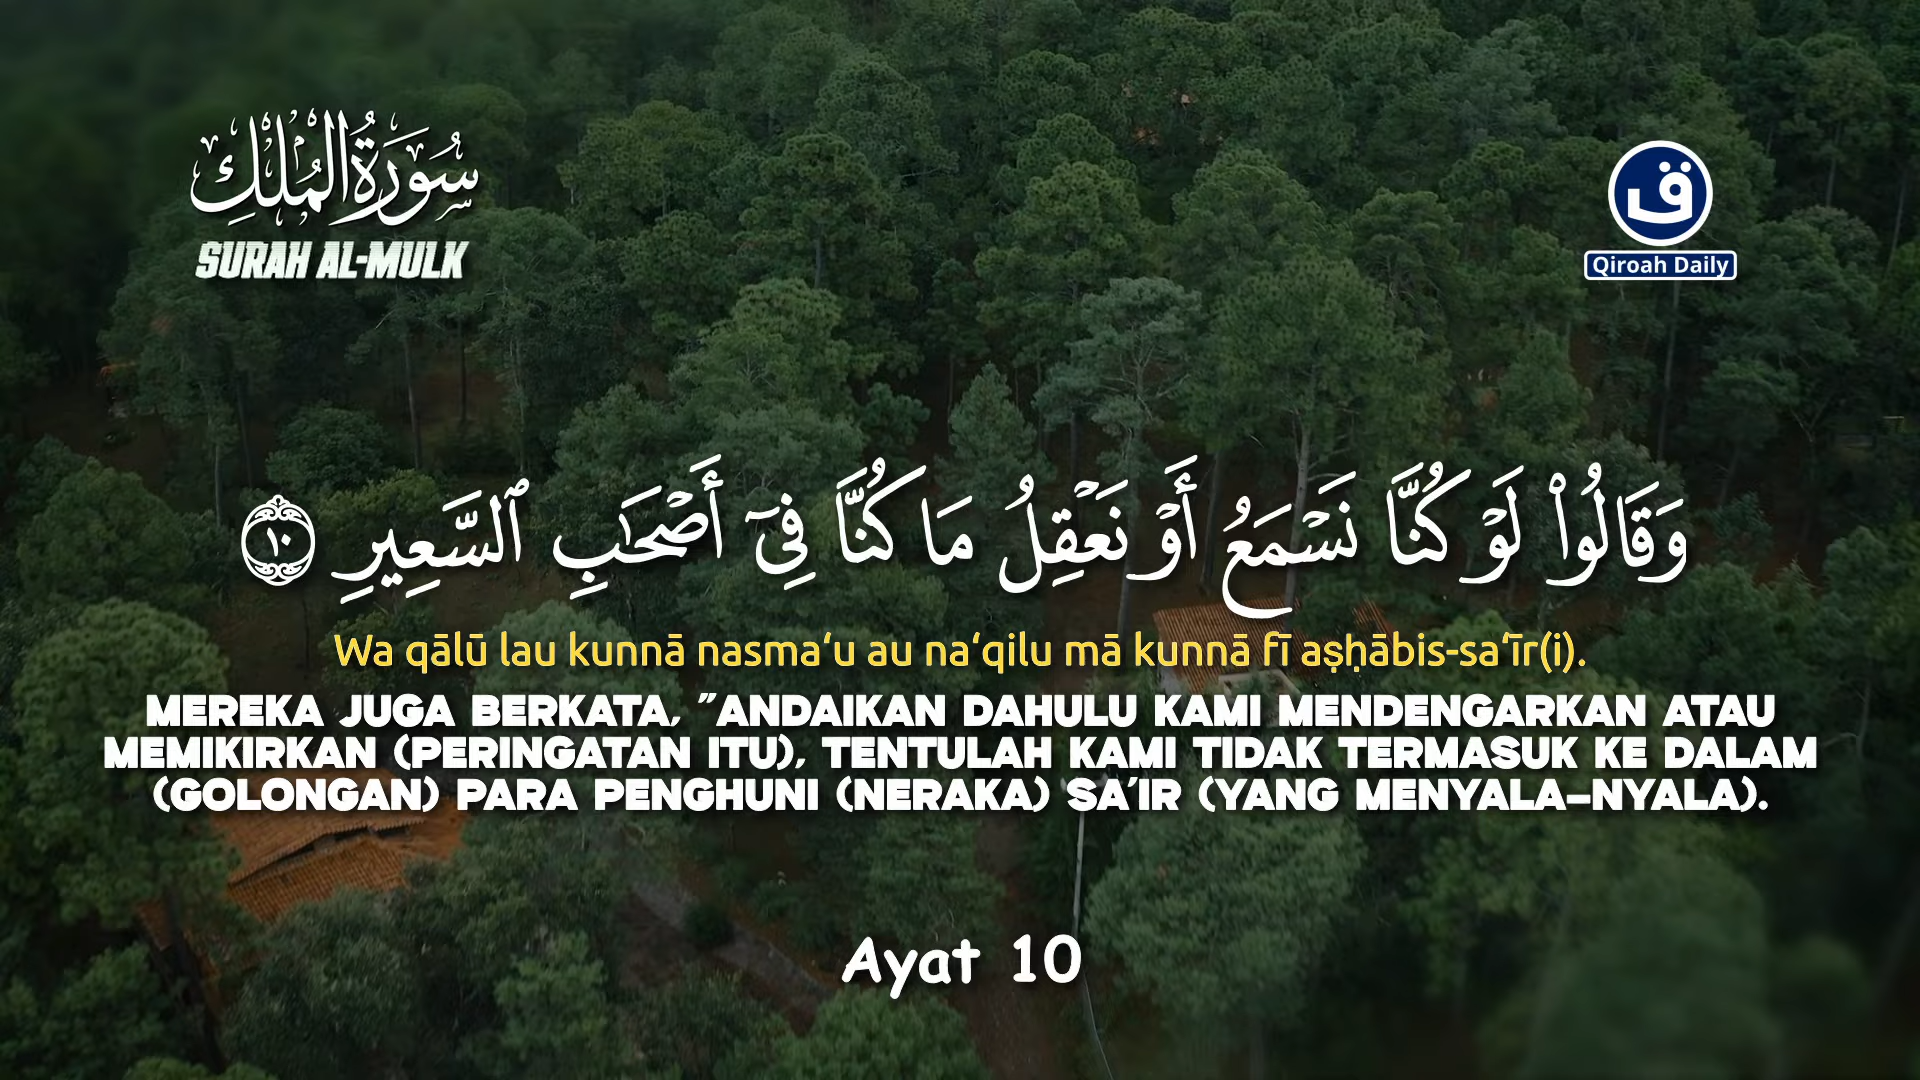 سُورَةُ الْمُلْكِ
SURAH AL-MULK
ق
Qiroah Daily
وَقَالُوا۟ لَوْ كُنَّا نَسْمَعُ أَوْ نَعْقِلُ مَا كُنَّا فِىٓ أَصْحَـٰبِ ٱلسَّعِيرِ ١٠
Wa qālū lau kunnā nasma‘u au na‘qilu mā kunnā fī aṣḥābis-sa‘īr(i).
MEREKA JUGA BERKATA, "ANDAIKAN DAHULU KAMI MENDENGARKAN ATAU
MEMIKIRKAN (PERINGATAN ITU), TENTULAH KAMI TIDAK TERMASUK KE DALAM
(GOLONGAN) PARA PENGHUNI (NERAKA) SA'IR (YANG MENYALA-NYALA).
Ayat 10